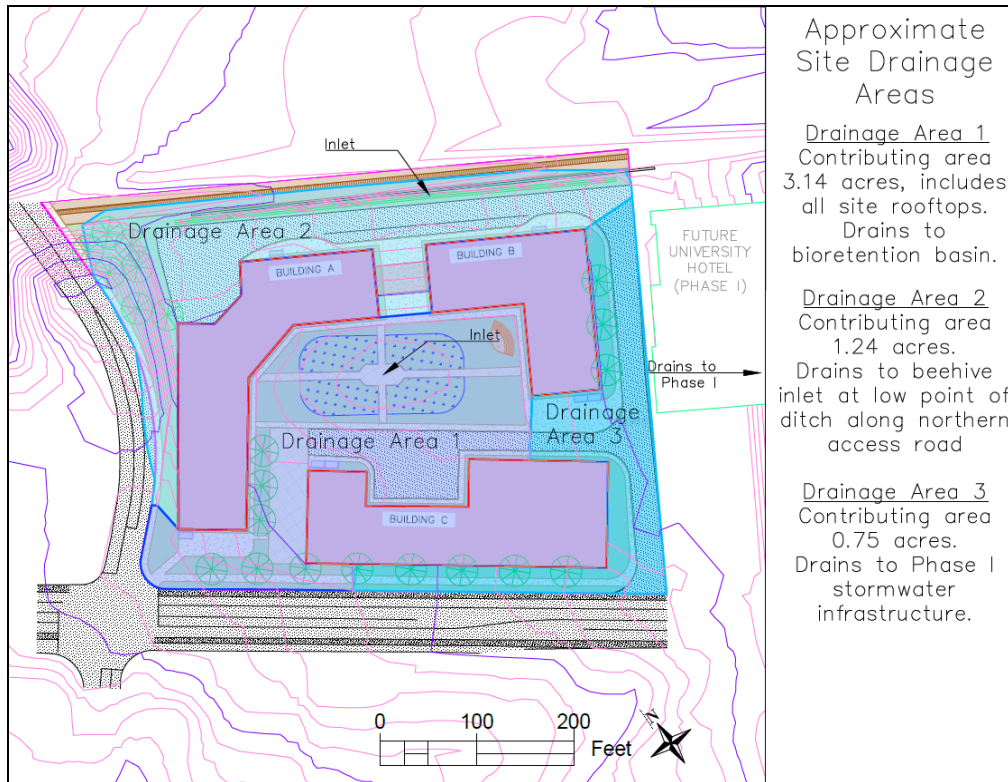 Inlet
Drainage Area 2
BUILDING A
BUILDING B
FUTURE
UNIVERSITY
HOTEL
(PHASE I)
Inlet
Drains to
Phase I
Drainage
Area 3
Drainage Area 1
BUILDING C
0 100 200
Feet
N
Approximate
Site Drainage
Areas
Drainage Area 1
Contributing area
3.14 acres, includes
all site rooftops.
Drains to
bioretention basin.
Drainage Area 2
Contributing area
1.24 acres.
Drains to beehive
inlet at low point of
ditch along northern
access road
Drainage Area 3
Contributing area
0.75 acres.
Drains to Phase I
stormwater
infrastructure.